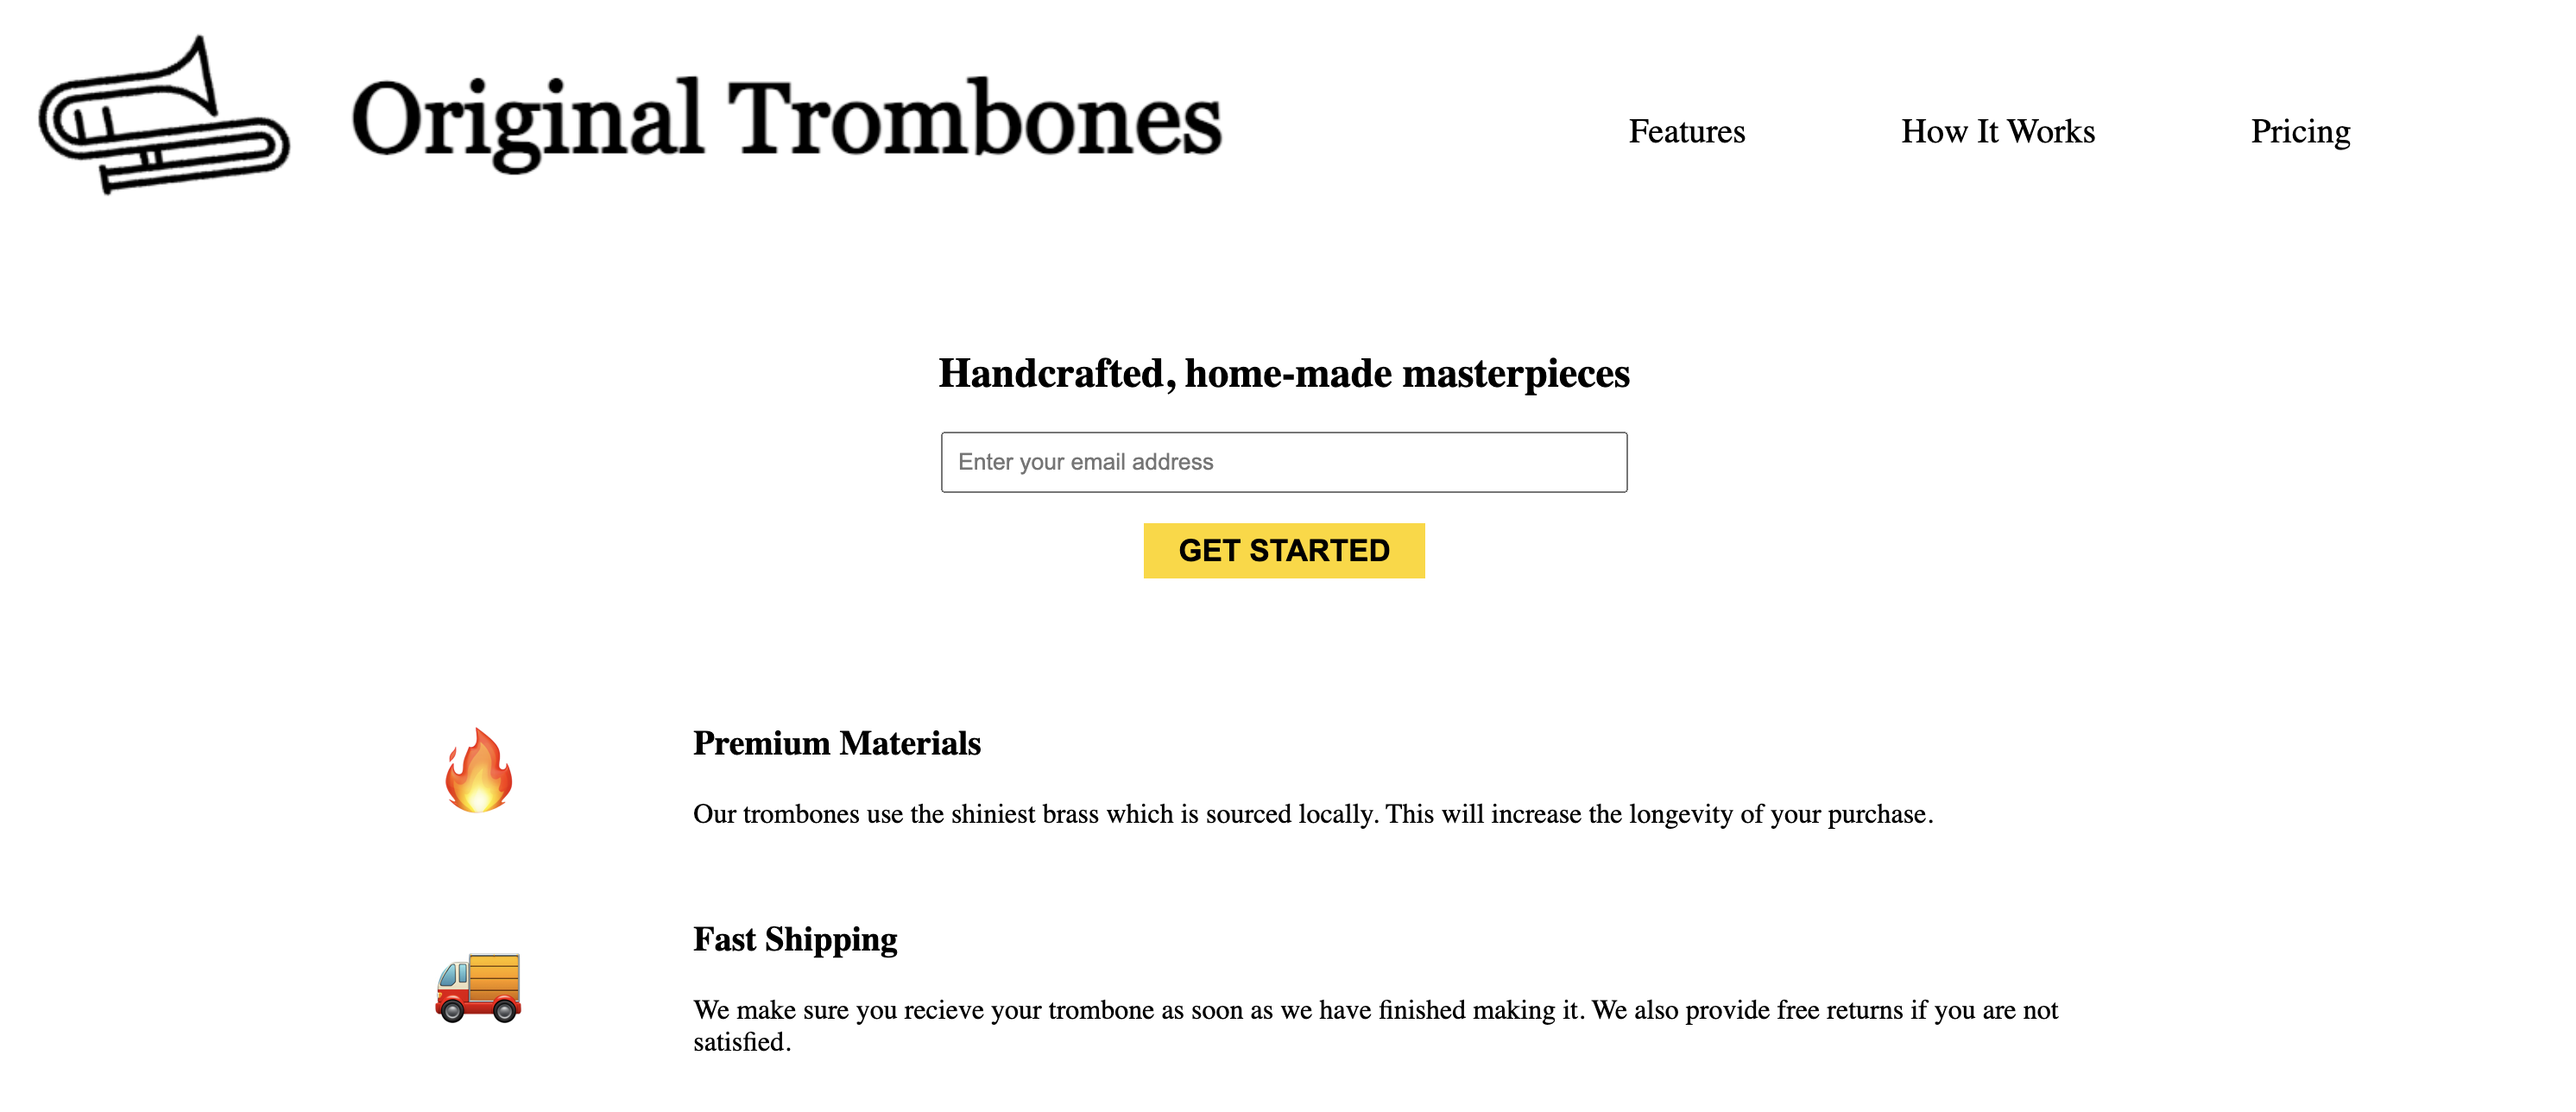 Original Trombones
Features
How It Works
Pricing
Handcrafted, home-made masterpieces
Enter your email address
GET STARTED
Premium Materials
Our trombones use the shiniest brass which is sourced locally. This will increase the longevity of your purchase.
Fast Shipping
We make sure you recieve your trombone as soon as we have finished making it. We also provide free returns if you are not
satisfied.